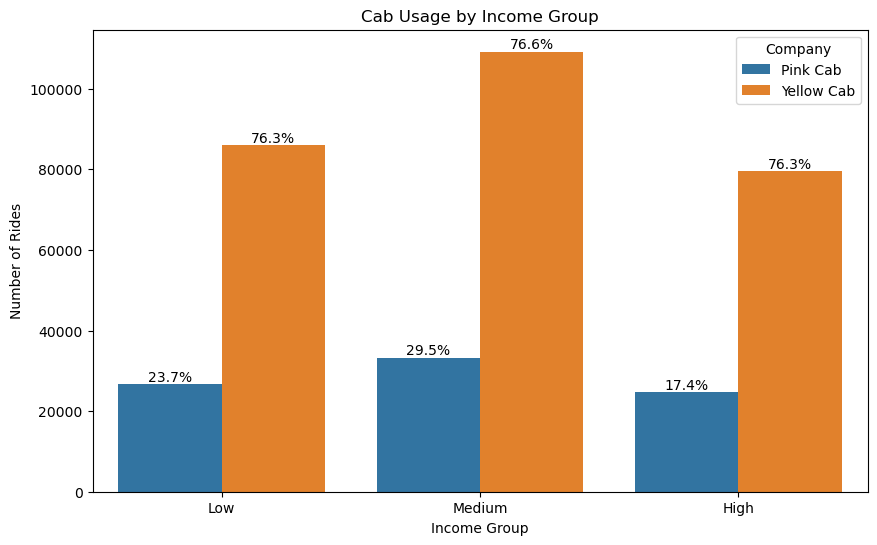 Cab Usage by Income Group
Company
Pink Cab
Yellow Cab
Number of Rides
100000
80000
60000
40000
20000
0
23.7%
76.3%
29.5%
76.6%
17.4%
76.3%
Low
Medium
High
Income Group